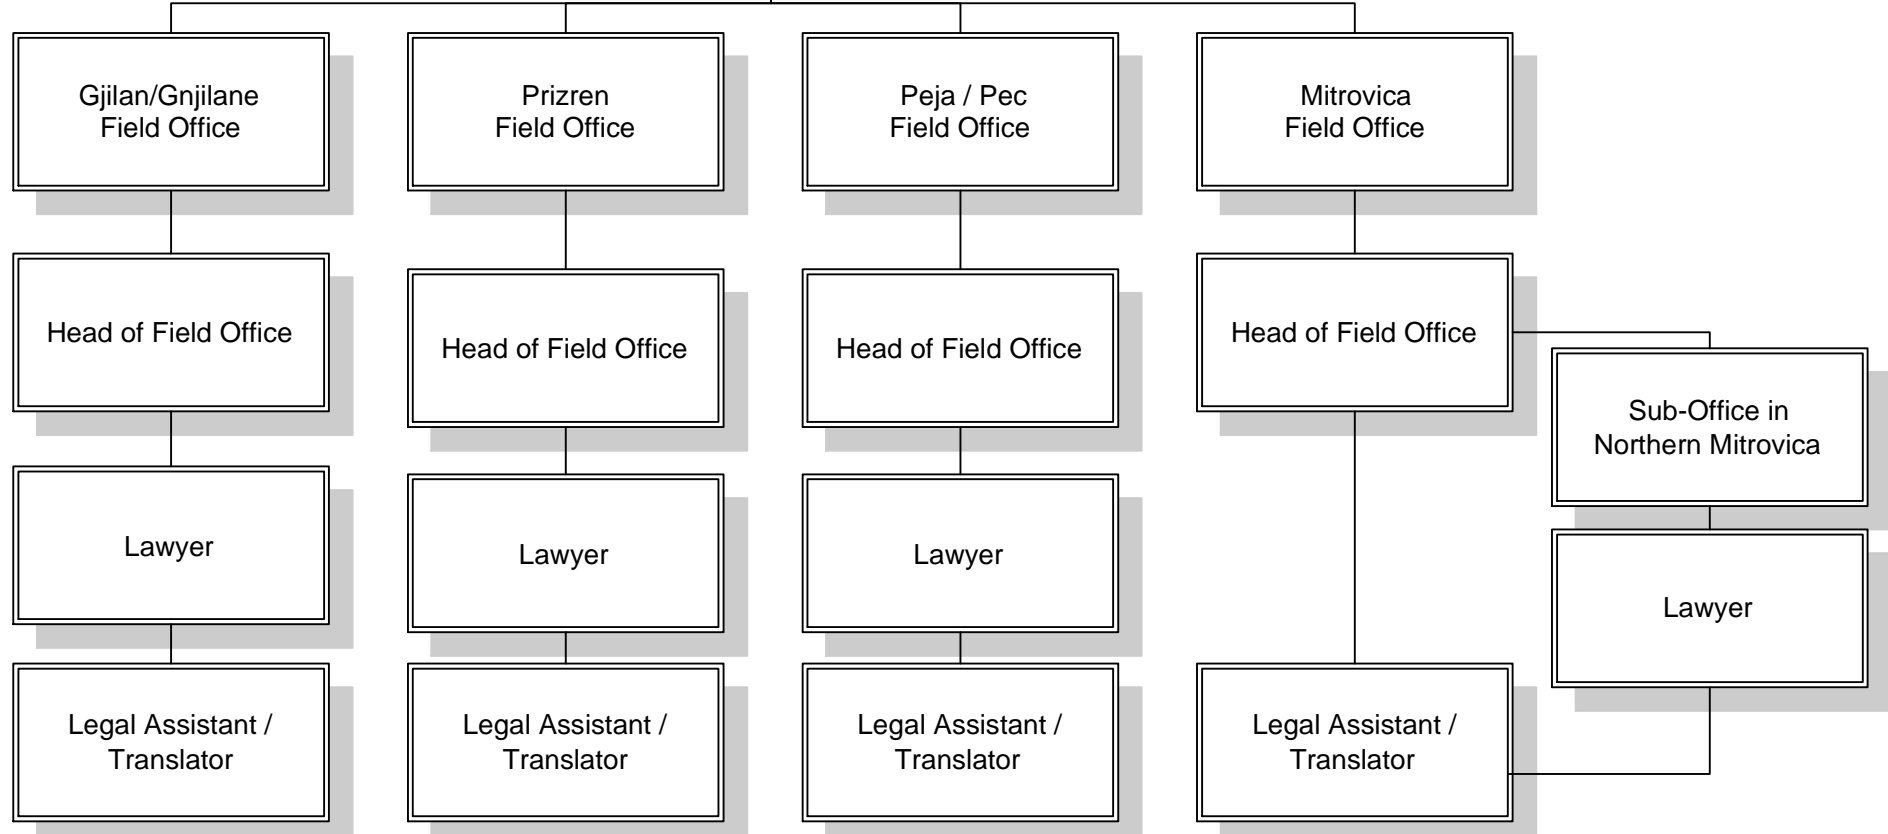 Gjilan/Gnjilane
Field Office
Prizren
Field Office
Peja / Pec
Field Office
Mitrovica
Field Office
Head of Field Office
Head of Field Office
Head of Field Office
Head of Field Office
Sub-Office in
Northern Mitrovica
Lawyer
Lawyer
Lawyer
Lawyer
Legal Assistant /
Translator
Legal Assistant /
Translator
Legal Assistant /
Translator
Legal Assistant /
Translator